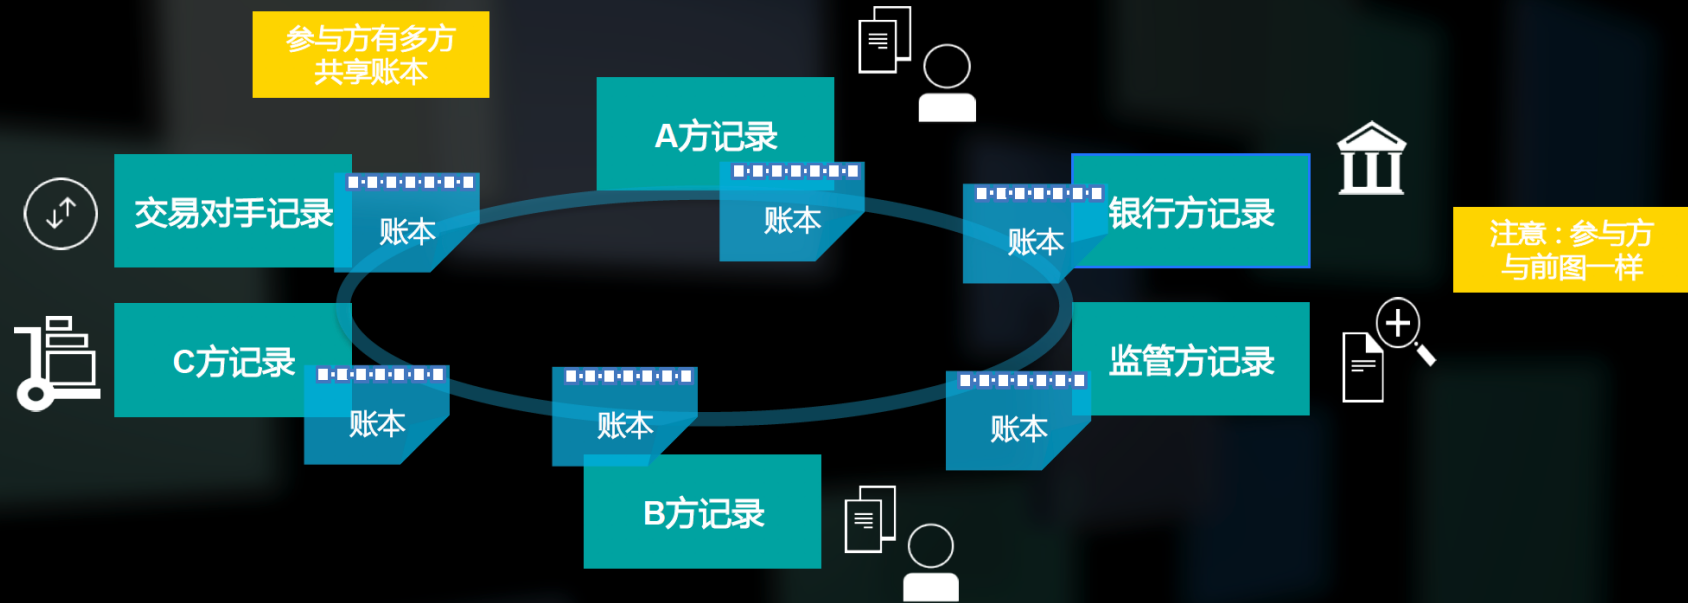 参与方有多方
共享账本
A方记录
账本
交易对手记录
账本
银行方记录
账本
注意：参与方
与前图一样
C方记录
账本
账本
监管方记录
账本
B方记录